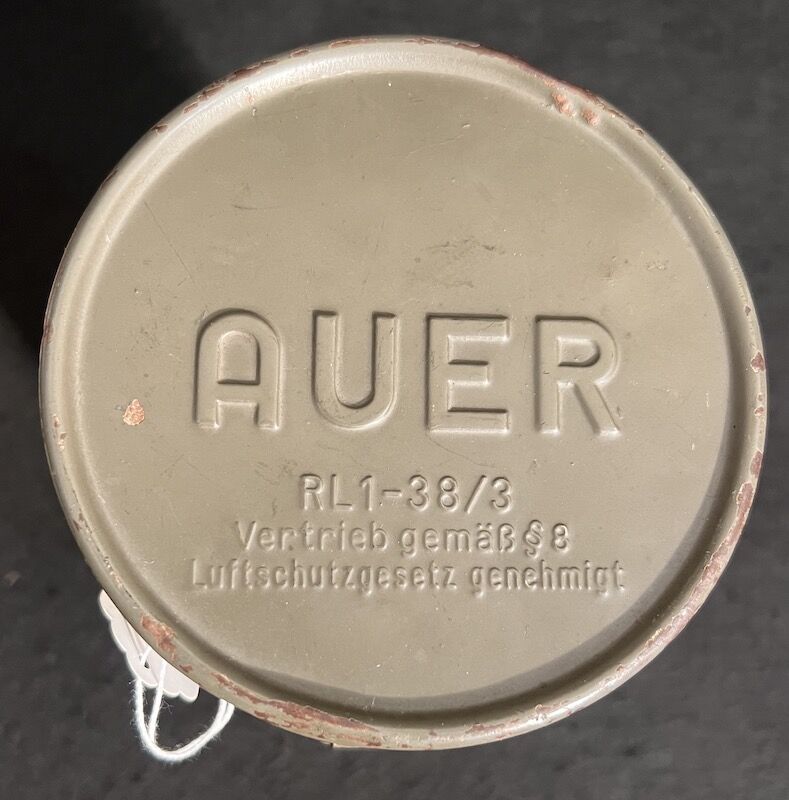 AUER
RL1-38/3
Vertrieb gemäß § 8
Luftschutzgesetz genehmigt